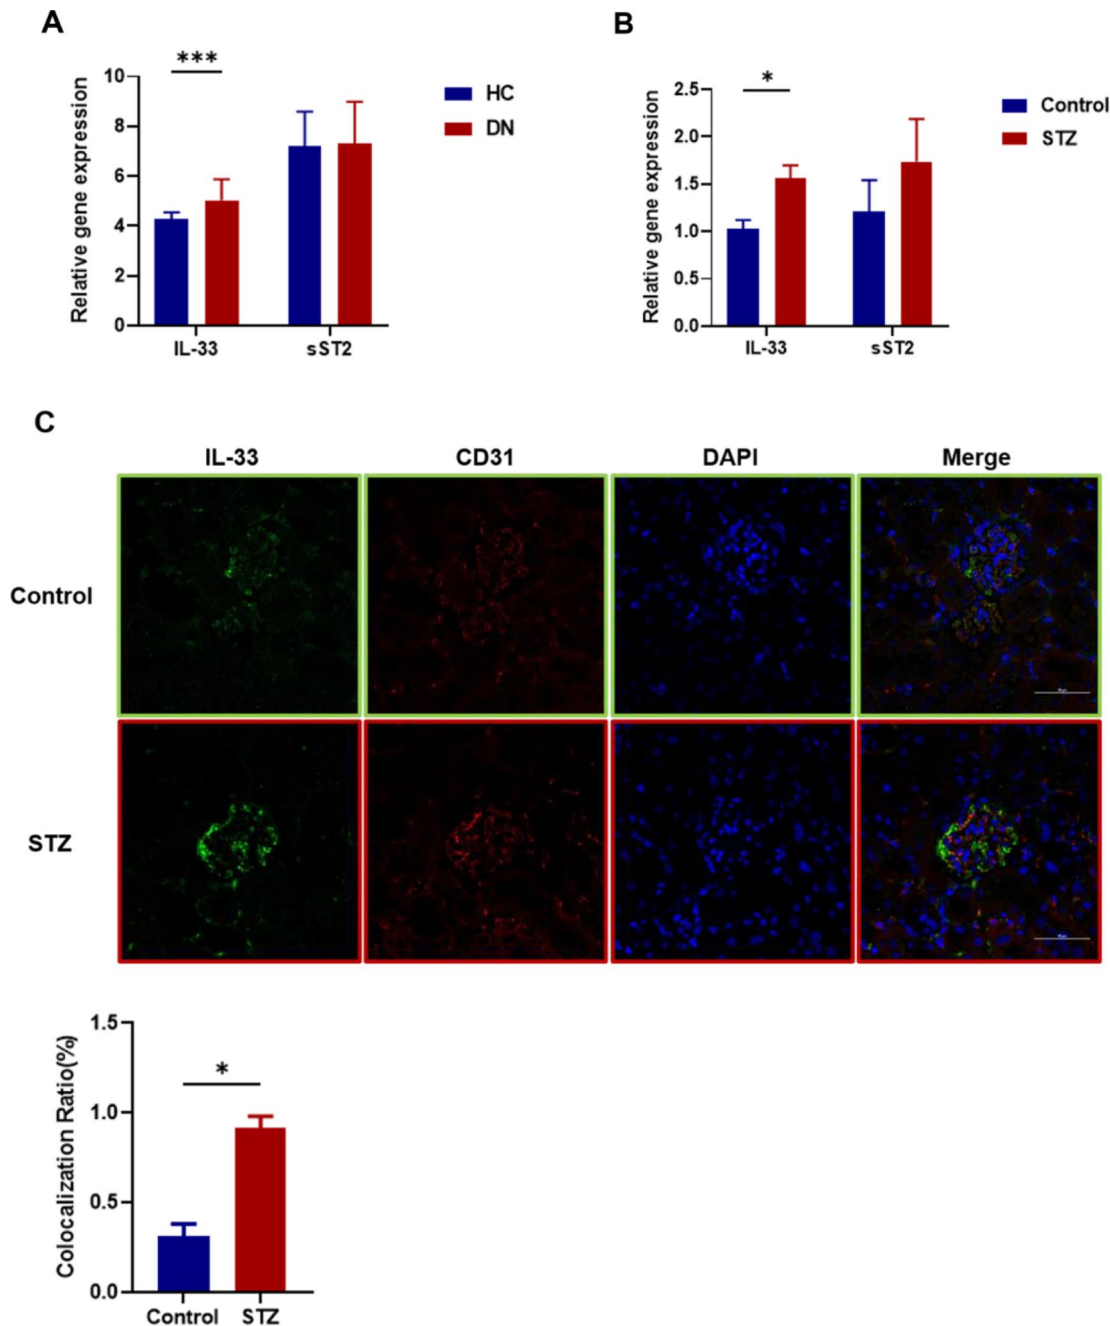 A
***
Relative gene expression
10
8
6
4
2
0
IL-33
sST2
HC
DN
B
*
Relative gene expression
2.5
2.0
1.5
1.0
0.5
0.0
IL-33
sST2
Control
STZ
C
IL-33 CD31 DAPI Merge
Control
STZ
Colocalization Ratio(%)
1.5
1.0
0.5
0.0
*
Control STZ